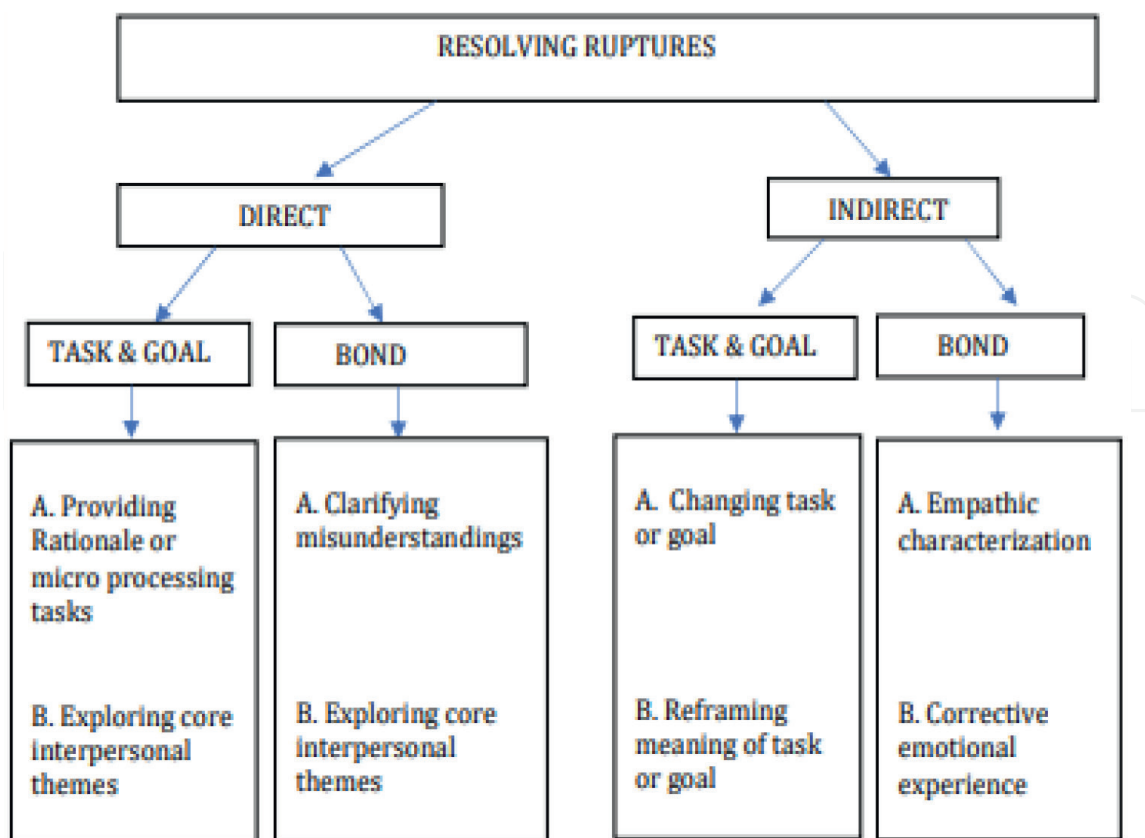 RESOLVING RUPTURES
DIRECT
INDIRECT
TASK & GOAL
BOND
TASK & GOAL
BOND
A. Providing
Rationale or
micro processing
tasks
B. Exploring core
interpersonal
themes
A. Clarifying
misunderstandings
B. Exploring core
interpersonal
themes
A. Changing task
or goal
B. Reframing
meaning of task
or goal
A. Empathic
characterization
B. Corrective
emotional
experience